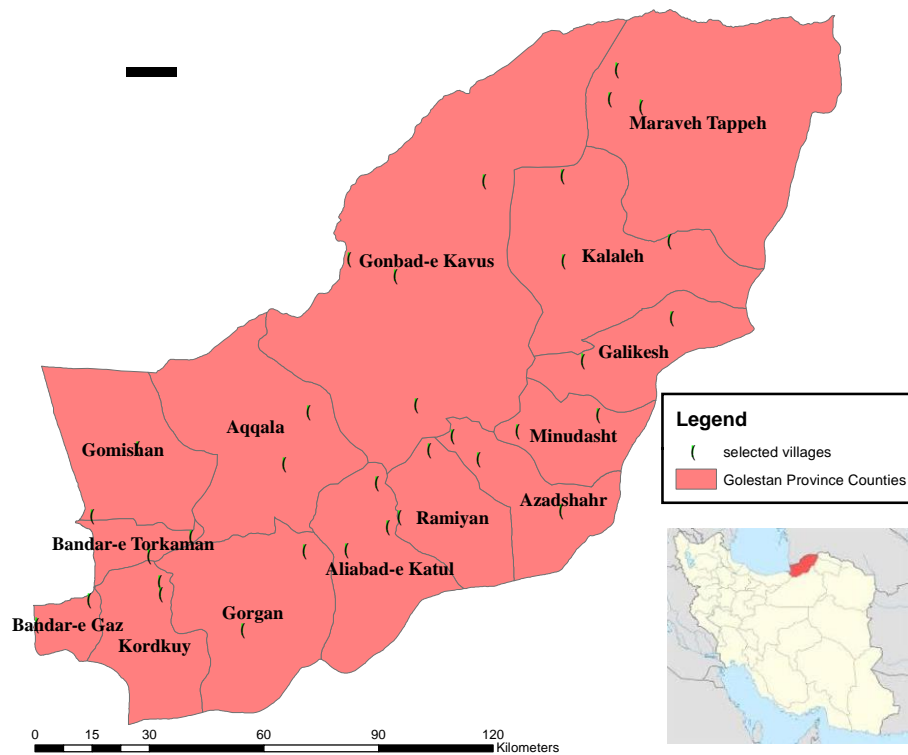 Maraveh Tappeh
Gonbad-e Kavus
Kalaleh
Galikesh
Aqqala
Gomishan
Minudasht
Azadshahr
Ramiyan
Bandar-e Torkaman
Aliabad-e Katul
Gorgan
Bandar-e Gaz
Kordkuy
Legend
selected villages
Golestan Province Counties
0 15 30 60 90 120
Kilometers